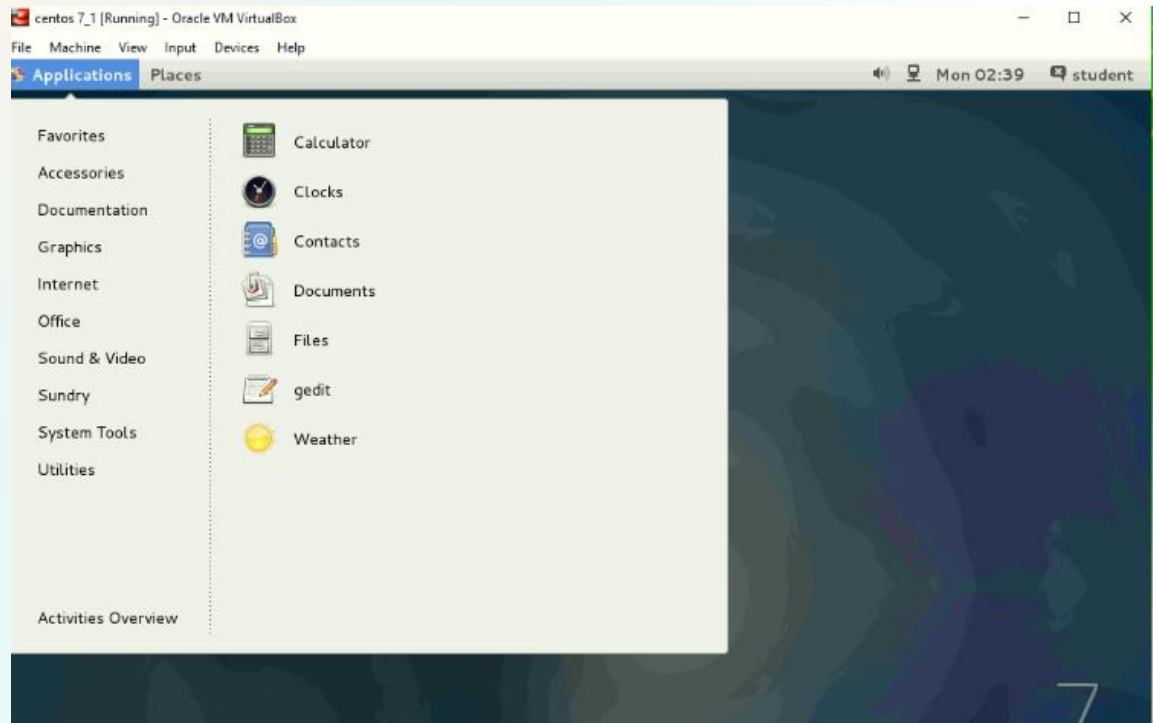 centos 7_1 [Running] - Oracle VM VirtualBox
File Machine View Input Devices Help
Applications Places Mon 02:39 student
Favorites
Accessories
Documentation
Graphics
Internet
Office
Sound & Video
Sundry
System Tools
Utilities
Activities Overview
Calculator
Clocks
Contacts
Documents
Files
gedit
Weather
7